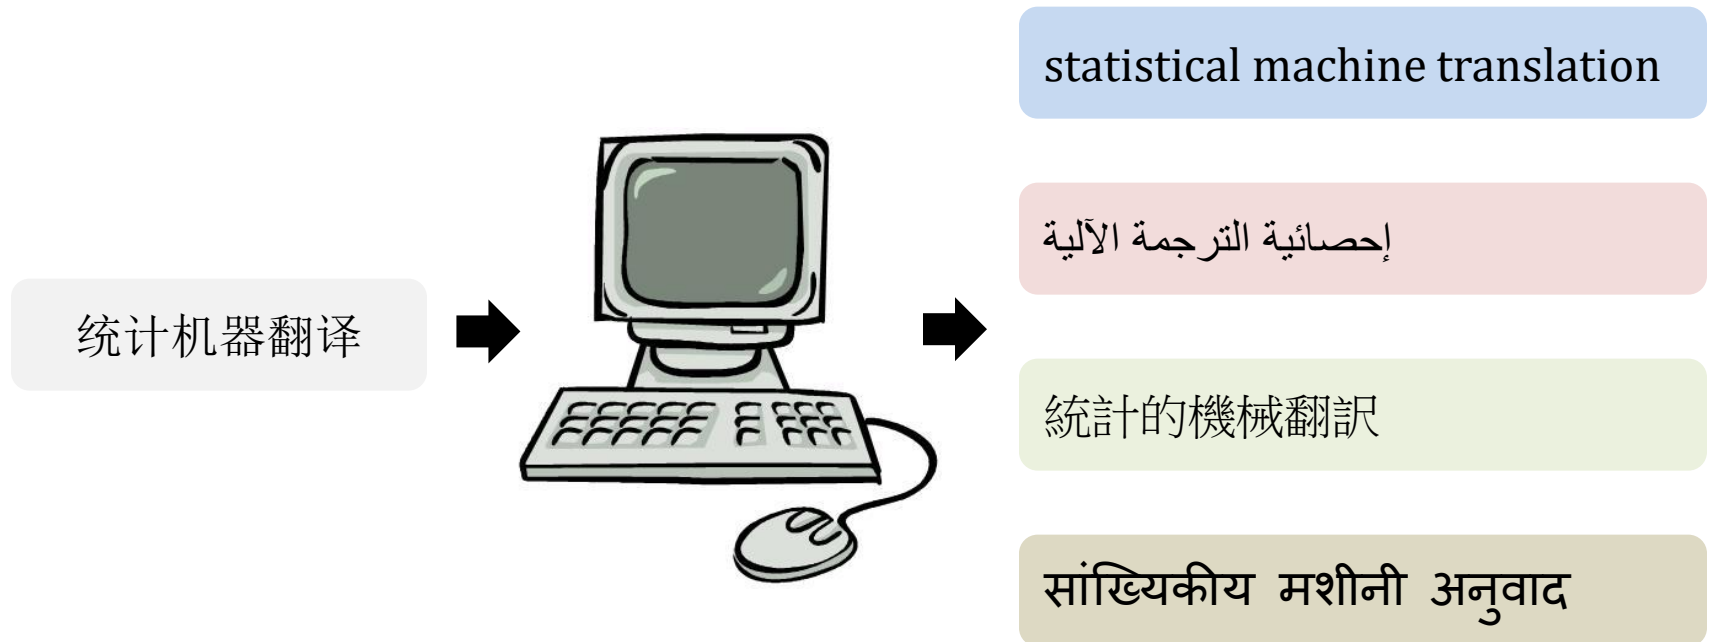 统计机器翻译
statistical machine translation
إحصائية الترجمة الآلية
統計的機械翻訳
सांख्यिकीय मशीनी अनुवाद